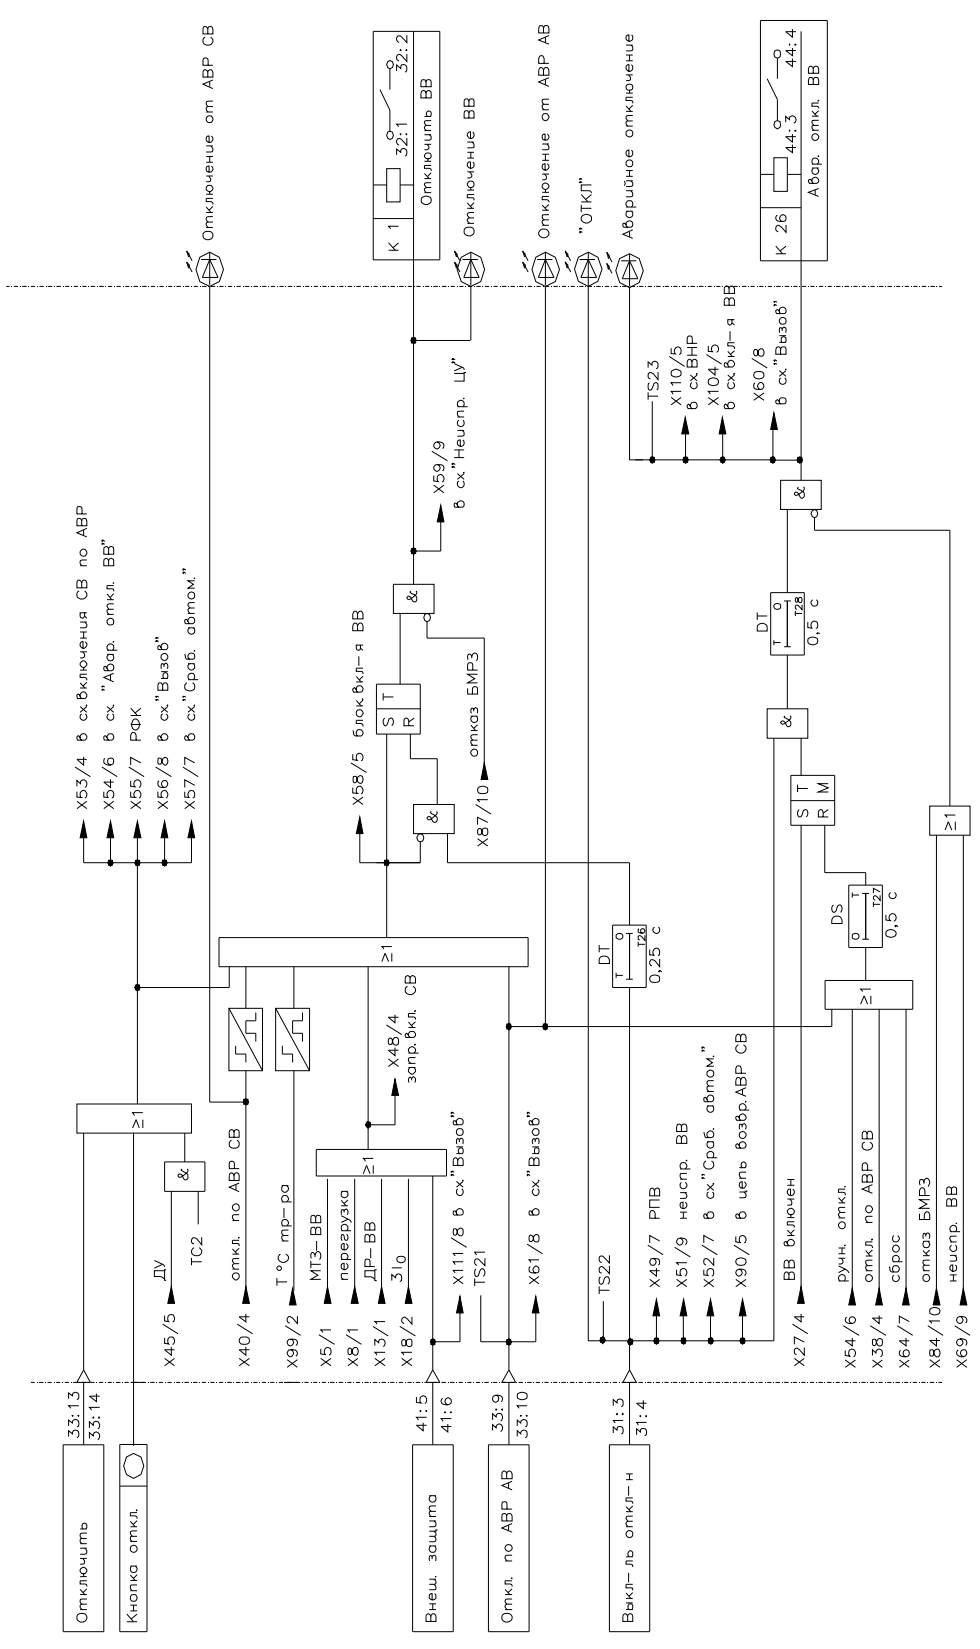 Отключить
33:13
33:14
Кнопка откл.
X45/5
ДУ
ТС2
&
≥1
X53/4 в сх.включения СВ по АВР
X54/6 в сх. "Авар. откл. ВВ"
X55/7 РФК
X56/8 в сх."Вызов"
X57/7 в сх."Сраб. автом."
Отключение от АВР СВ
X40/4
откл. по АВР СВ
X99/2
Т°С тр-ра
X5/1
МТЗ-ВВ
X8/1
перегрузка
X13/1
ДР-ВВ
X18/2
3I0
≥1
X48/4
запр.вкл. СВ
≥1
X58/5 блок.вкл-я ВВ
&
S T
R
X87/10
отказ БМРЗ
&
X59/9
в сх."Неиспр. ЦУ"
К 1
32:1
32:2
Отключить ВВ
Отключение ВВ
Внеш. защита
41:5
41:6
X111/8 в сх."Вызов"
Откл. по АВР АВ
33:9
33:10
TS21
X61/8 в сх."Вызов"
Отключение от АВР АВ
Выкл-ль откл-н
31:3
31:4
TS22
X49/7 РПВ
X51/9 неиспр. ВВ
X52/7 в сх."Сраб. автом."
X90/5 в цепь возвр.АВР СВ
DT
T O
T26
0,25 с
"ОТКЛ"
Аварийное отключение
X27/4
ВВ включен
X54/6
ручн. откл.
X38/4
откл. по АВР СВ
X64/7
сброс
≥1
DS
O T
T27
0,5 с
S T
R M
&
DT
T O
T28
0,5 с
X84/10
отказ БМРЗ
X69/9
неиспр. ВВ
≥1
&
TS23
X110/5
в сх.ВНР
X104/5
в сх.вкл-я ВВ
X60/8
в сх."Вызов"
К 26
44:3
44:4
Авар. откл. ВВ